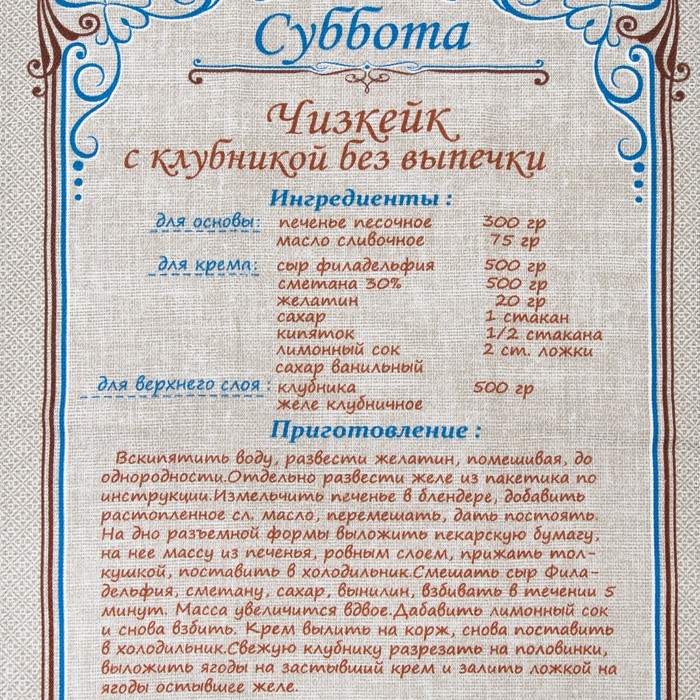 Суббота
Чизкейк
с клубникой без выпечки
Ингредиенты :
для основы: печенье песочное 300 гр
масло сливочное 75 гр
для крема: сыр филадельфия 500 гр
сметана 30% 500 гр
желатин 20 гр
сахар 1 стакан
кипяток 1/2 стакана
лимонный сок 2 ст. ложки
сахар ванильный
для верхнего слоя : клубника 500 гр
желе клубничное
Приготовление :
Вскипятить воду, развести желатин, помешивая, до
однородности.Отдельно развести желе из пакетика по
инструкции.Измельчить печенье в блендере, добавить
растопленное сл. масло, перемешать, дать постоять.
На дно разъемной формы выложить пекарскую бумагу,
на нее массу из печенья, ровным слоем, прижать тол-
кушкой, поставить в холодильник.Смешать сыр Фила-
дельфия, сметану, сахар, вынилин, взбивать в течении 5
минут. Масса увеличится вдвое.Дабавить лимонный сок
и снова взбить. Крем вылить на корж, снова поставить
в холодильник.Свежую клубнику разрезать на половинки,
выложить ягоды на застывший крем и залить ложкой на
ягоды остывшее желе.